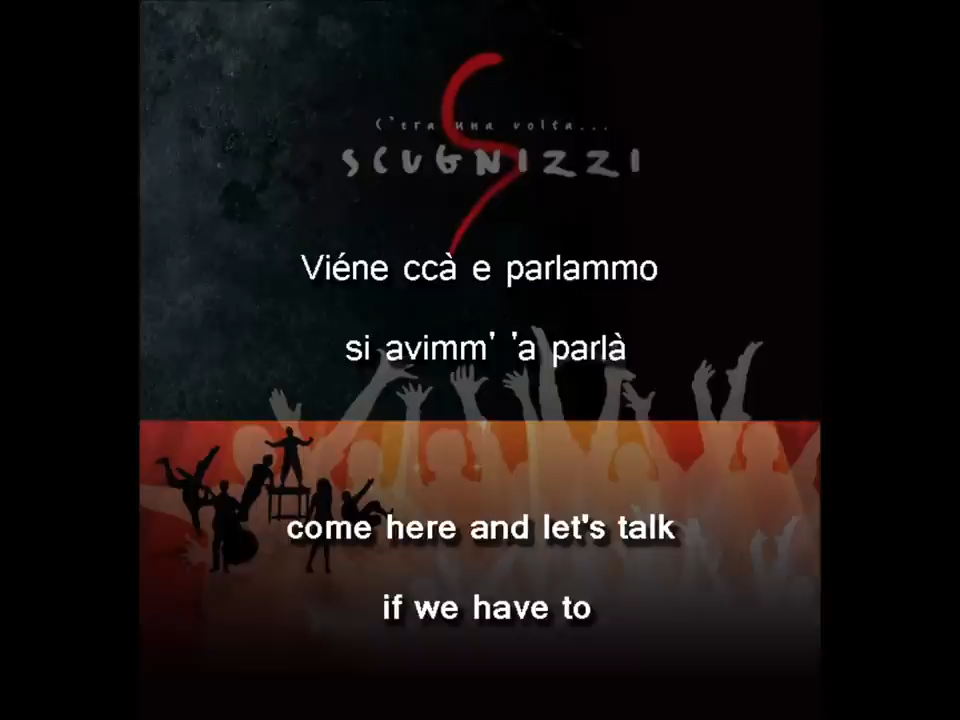 C'era una volta...
SCUGNIZZI
Viéne ccà e parlammo
si avimm' 'a parlà
come here and let's talk
if we have to